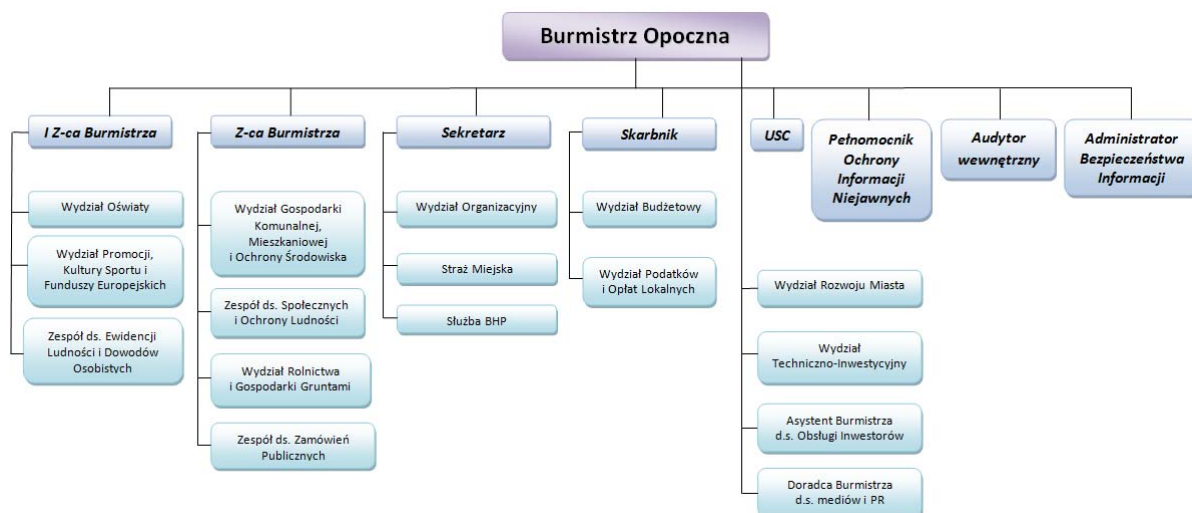 Burmistrz Opoczna
I Z-ca Burmistrza
Wydział Oświaty
Wydział Promocji,
Kultury Sportu i
Funduszy Europejskich
Zespół ds. Ewidencji
Ludności i Dowodów
Osobistych
Z-ca Burmistrza
Wydział Gospodarki
Komunalnej,
Mieszkaniowej
i Ochrony Środowiska
Zespół ds. Społecznych
i Ochrony Ludności
Wydział Rolnictwa
i Gospodarki Gruntami
Zespół ds. Zamówień
Publicznych
Sekretarz
Wydział Organizacyjny
Straż Miejska
Służba BHP
Skarbnik
Wydział Budżetowy
Wydział Podatków
i Opłat Lokalnych
USC
Pełnomocnik
Ochrony
Informacji
Niejawnych
Audytor
wewnętrzny
Administrator
Bezpieczeństwa
Informacji
Wydział Rozwoju Miasta
Wydział
Techniczno-Inwestycyjny
Asystent Burmistrza
d.s. Obsługi Inwestorów
Doradca Burmistrza
d.s. mediów i PR